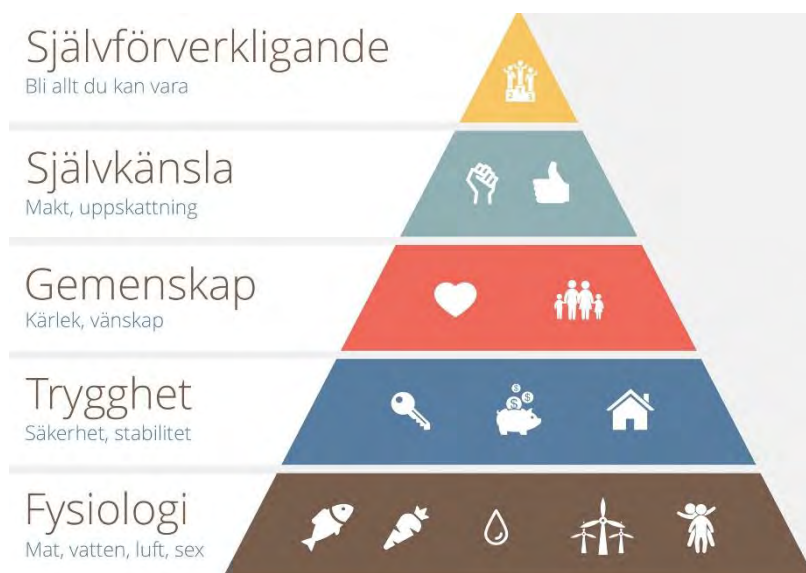 Självförverkligande
Bli allt du kan vara
Självkänsla
Makt, uppskattning
Gemenskap
Kärlek, vänskap
Trygghet
Säkerhet, stabilitet
Fysiologi
Mat, vatten, luft, sex